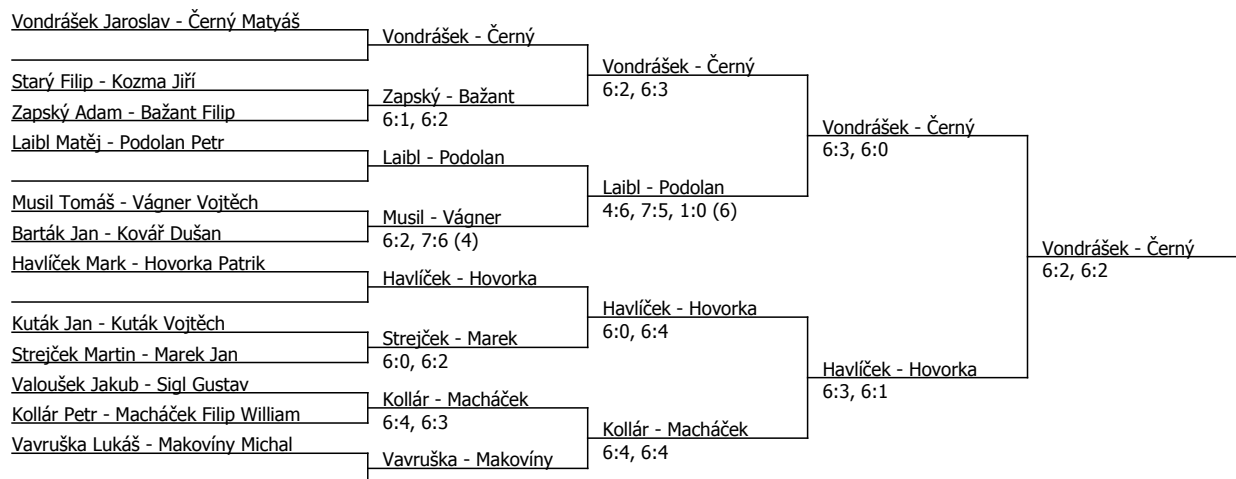 Vondrášek Jaroslav - Černý Matyáš
Starý Filip - Kozma Jiří
Zapský Adam - Bažant Filip
Laibl Matěj - Podolan Petr
Musil Tomáš - Vágner Vojtěch
Barták Jan - Kovář Dušan
Havlíček Mark - Hovorka Patrik
Kuták Jan - Kuták Vojtěch
Strejček Martin - Marek Jan
Valoušek Jakub - Sigl Gustav
Kollár Petr - Macháček Filip William
Vavruška Lukáš - Makovíny Michal
Vondrášek - Černý
Zapský - Bažant
6:1, 6:2
Laibl - Podolan
Musil - Vágner
6:2, 7:6 (4)
Havlíček - Hovorka
Strejček - Marek
6:0, 6:2
Kollár - Macháček
6:4, 6:3
Vavruška - Makovíny
Vondrášek - Černý
6:2, 6:3
Laibl - Podolan
4:6, 7:5, 1:0 (6)
Havlíček - Hovorka
6:0, 6:4
Kollár - Macháček
6:4, 6:4
Vondrášek - Černý
6:3, 6:0
Havlíček - Hovorka
6:3, 6:1
Vondrášek - Černý
6:2, 6:2